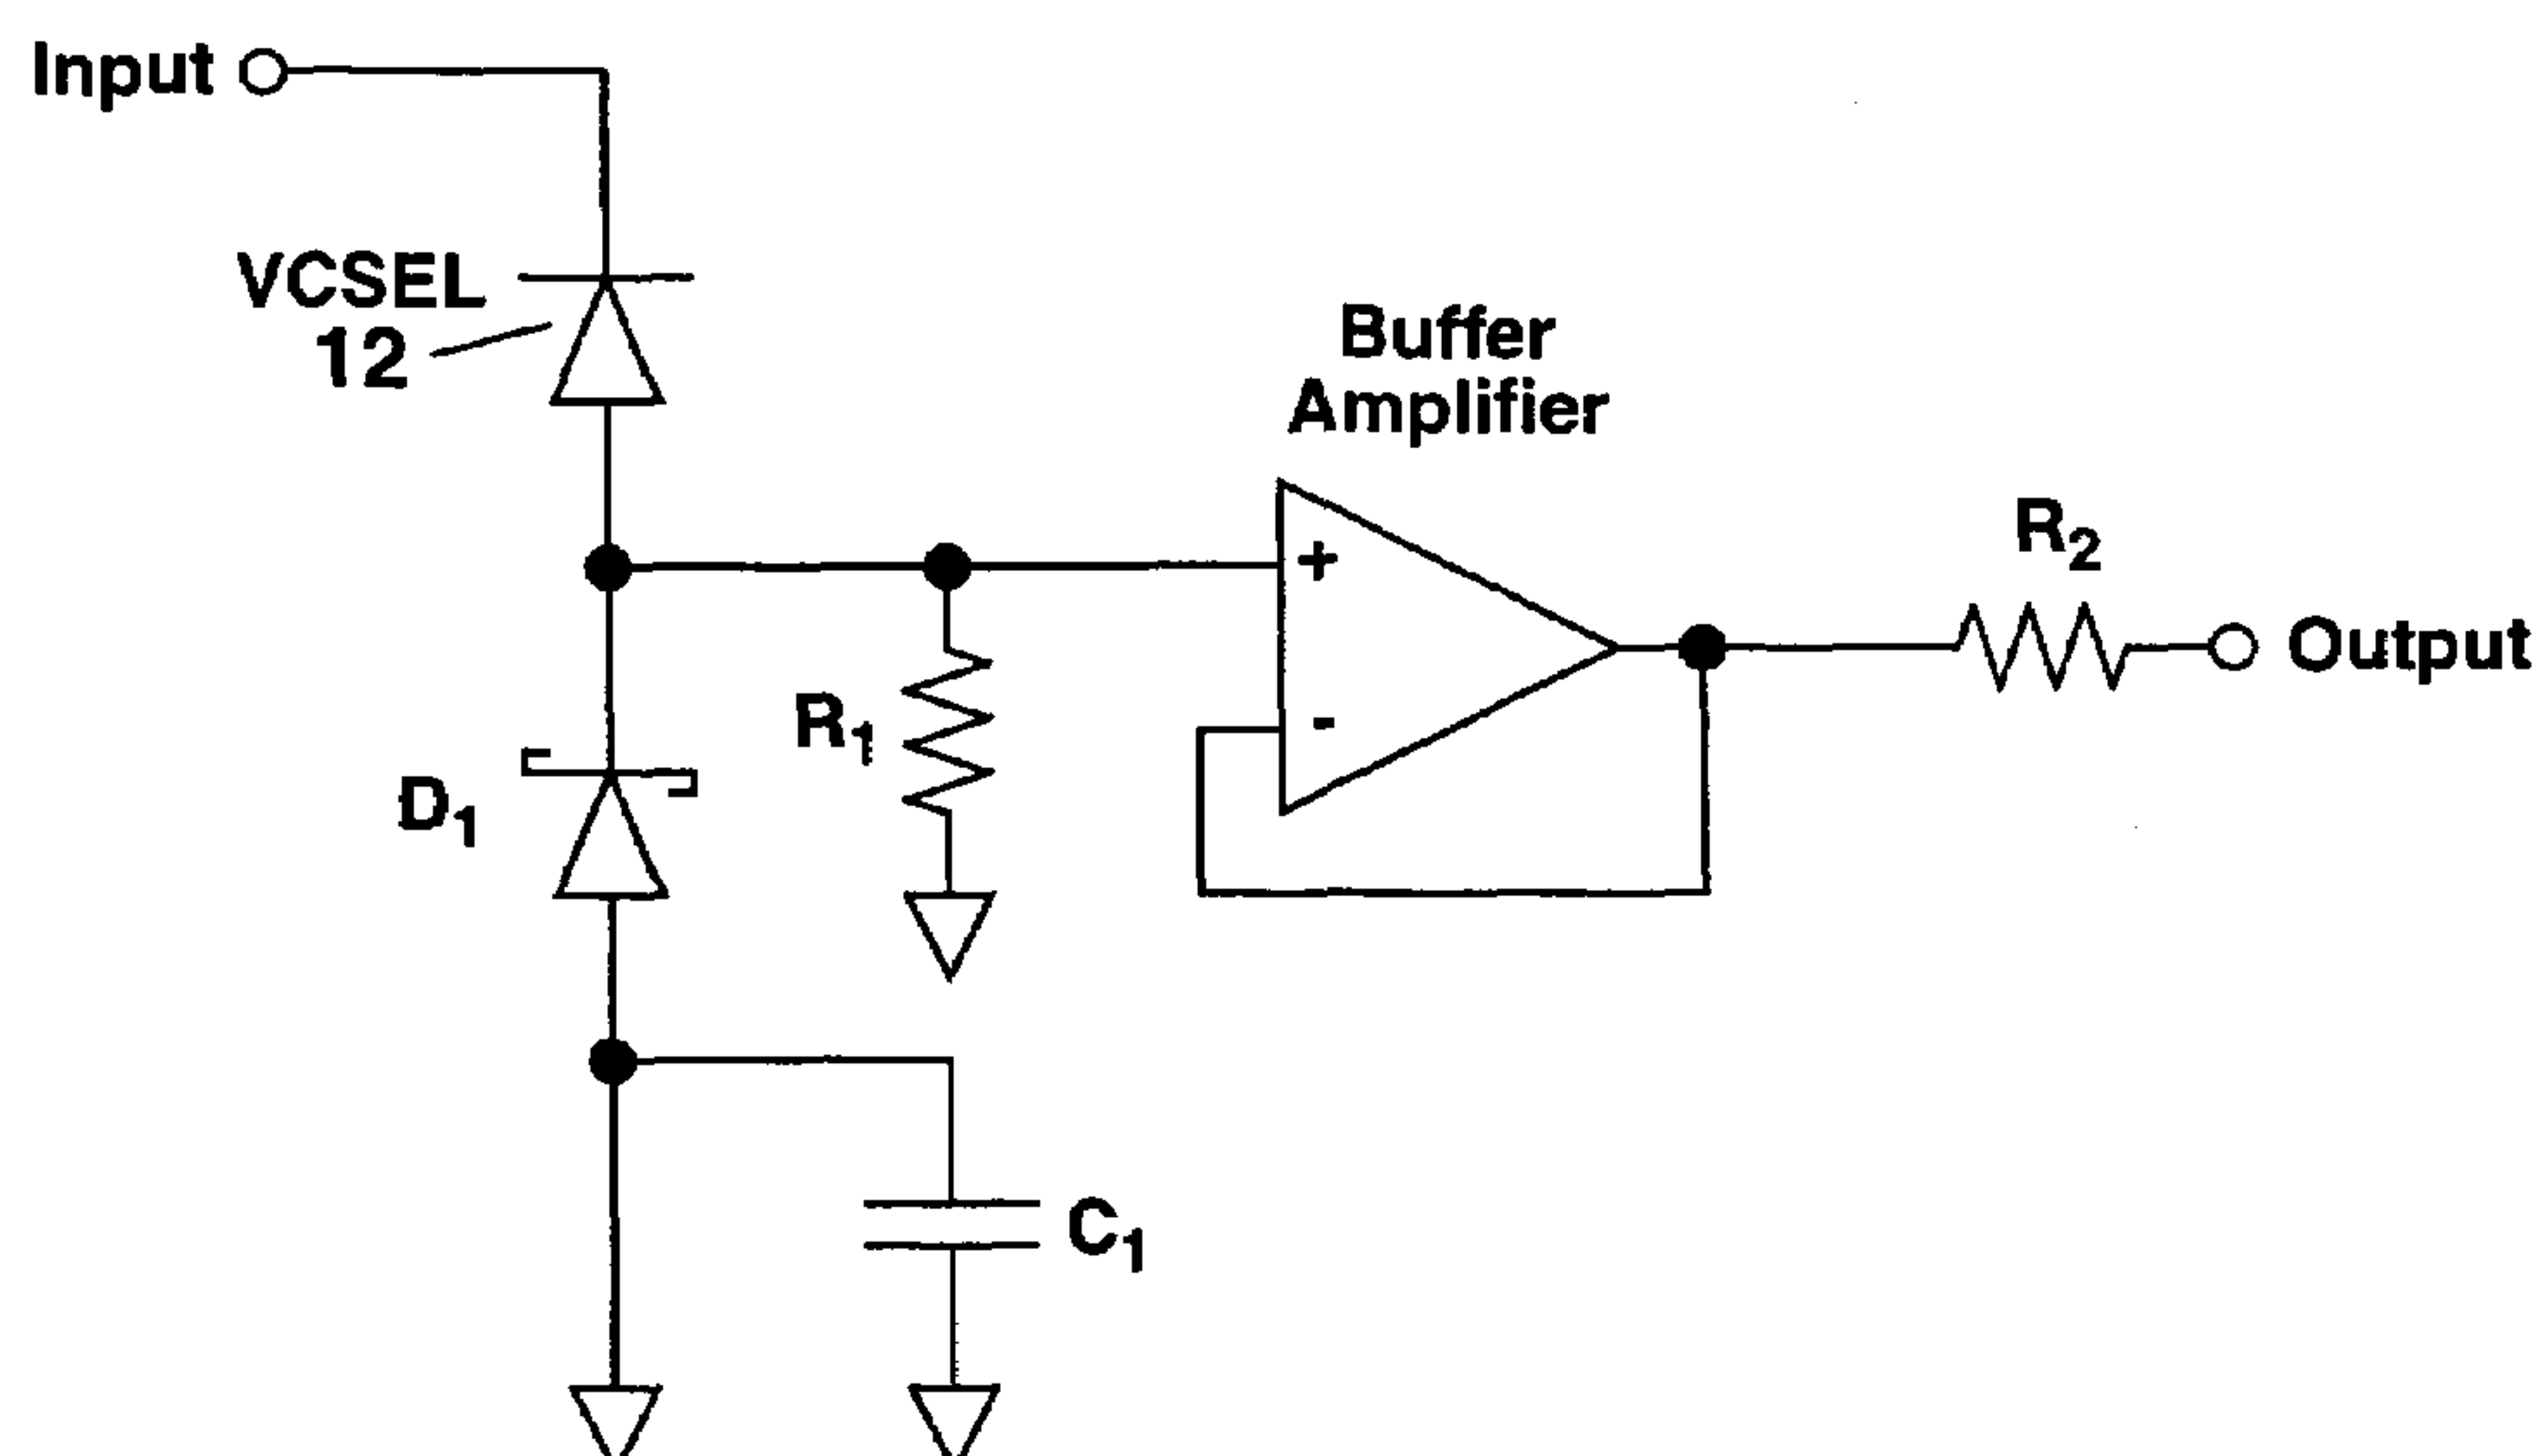 Input
VCSEL
12
Buffer
Amplifier
+
-
R2
Output
R1
D1
C1